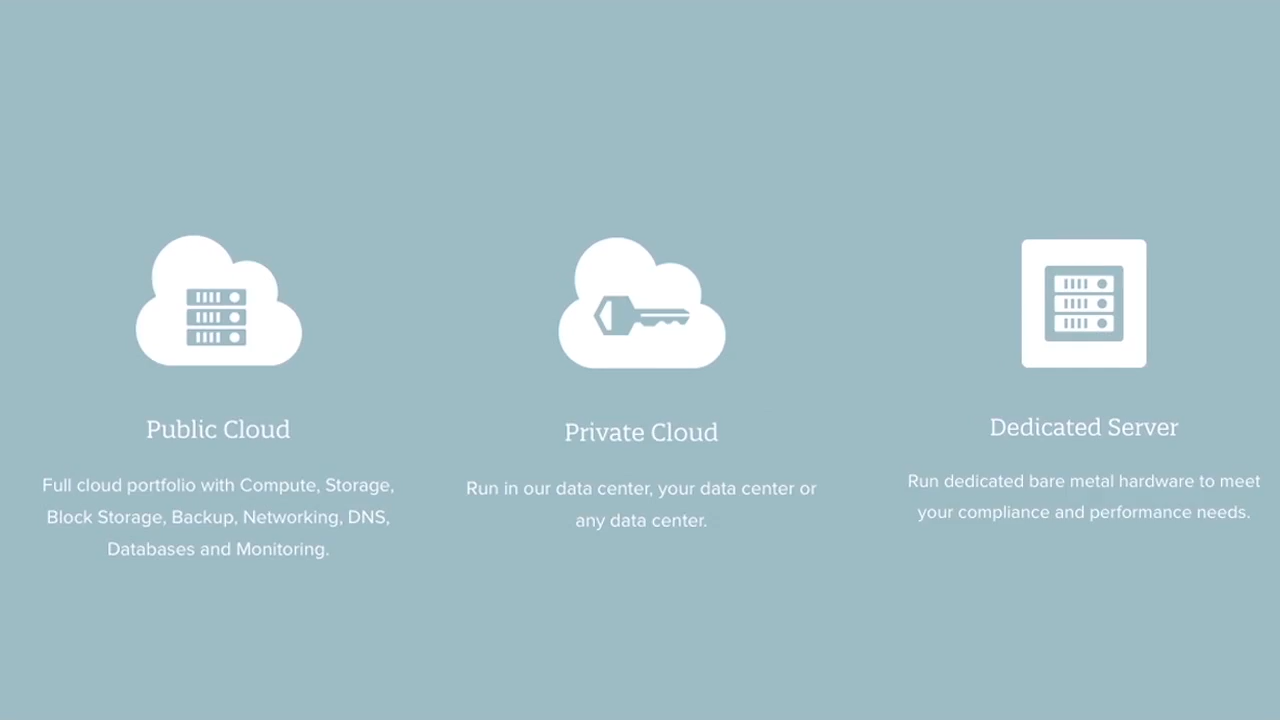 Public Cloud
Full cloud portfolio with Compute, Storage,
Block Storage, Backup, Networking, DNS,
Databases and Monitoring.
Private Cloud
Run in our data center, your data center or
any data center.
Dedicated Server
Run dedicated bare metal hardware to meet
your compliance and performance needs.